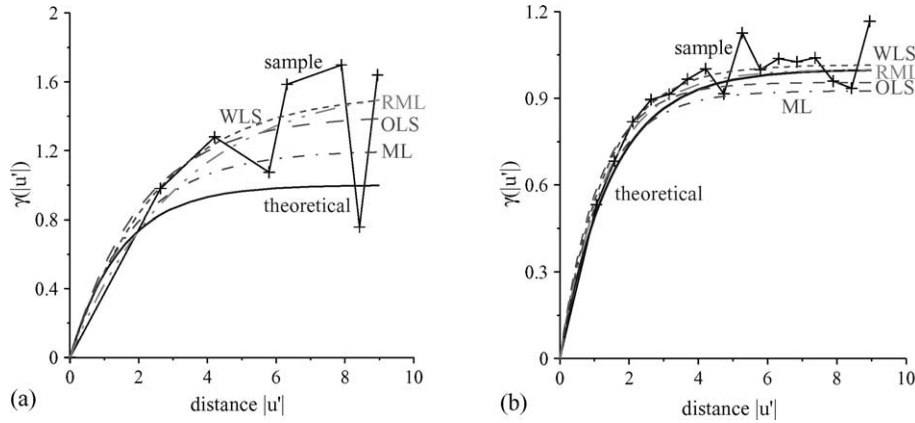 2
1.6
1.2
0.8
0.4
0
γ(|u'|)
sample
WLS
RML
OLS
ML
theoretical
0 2 4 6 8 10
(a) distance |u'|
1.2
0.9
0.6
0.3
0
γ(|u'|)
sample
WLS
RML
OLS
ML
theoretical
0 2 4 6 8 10
(b) distance |u'|